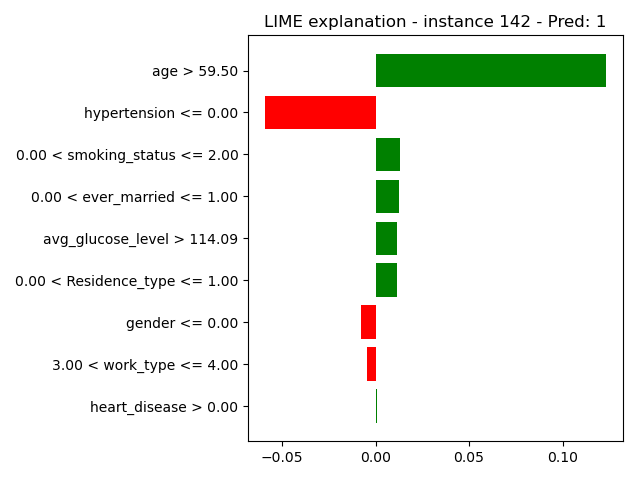 LIME explanation - instance 142 - Pred: 1
age > 59.50
hypertension <= 0.00
0.00 < smoking_status <= 2.00
0.00 < ever_married <= 1.00
avg_glucose_level > 114.09
0.00 < Residence_type <= 1.00
gender <= 0.00
3.00 < work_type <= 4.00
heart_disease > 0.00
−0.05 0.00 0.05 0.10